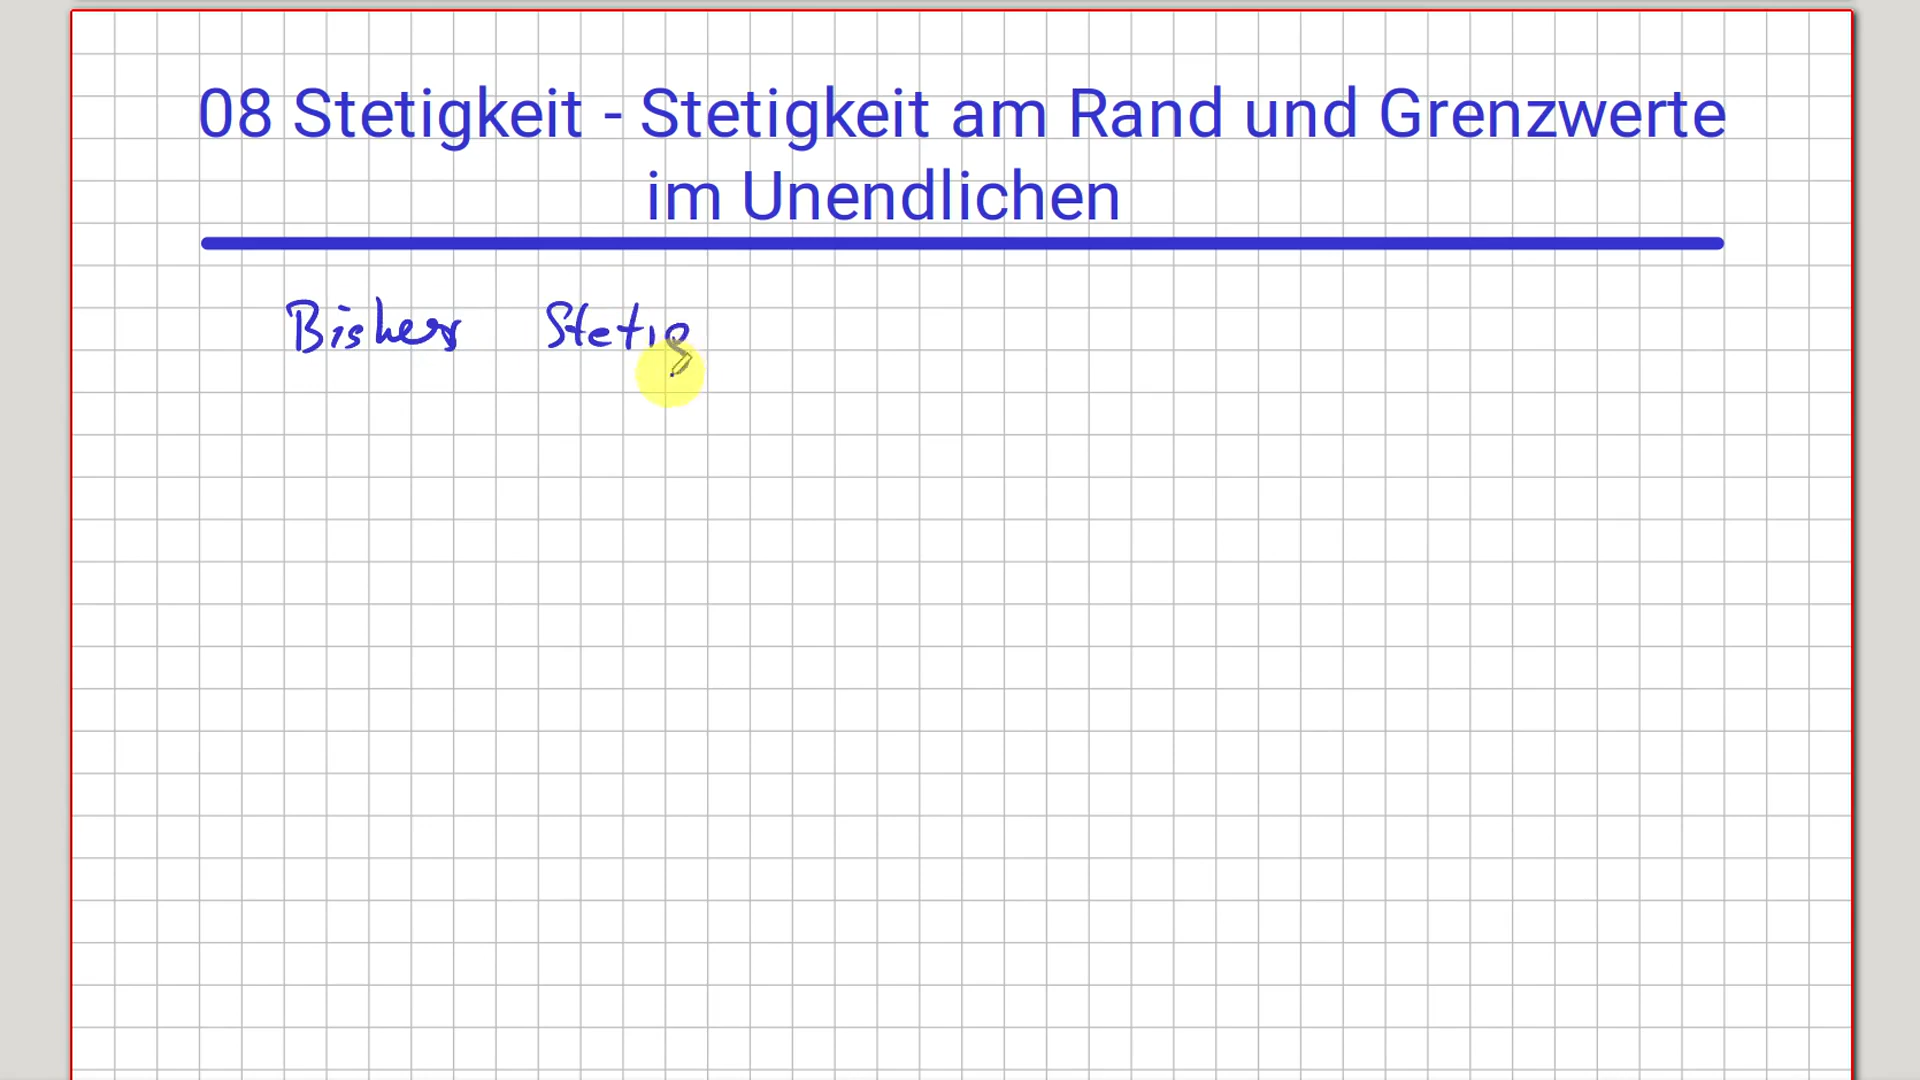 08 Stetigkeit - Stetigkeit am Rand und Grenzwerte
im Unendlichen
Bisher Stetig